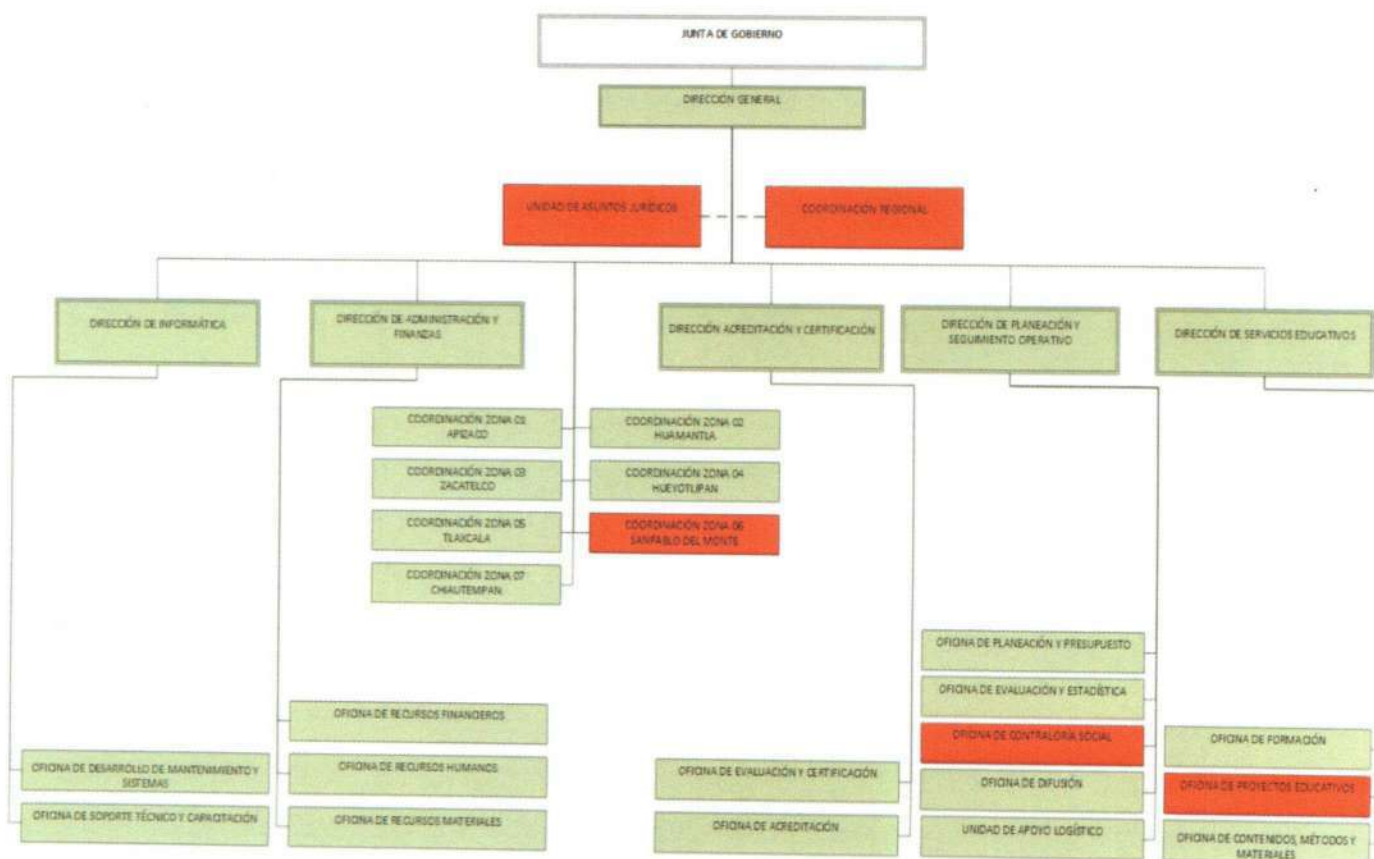 JUNTA DE GOBIERNO
DIRECCIÓN GENERAL
UNIDAD DE ASUNTOS JURÍDICOS
COORDINACIÓN REGIONAL
DIRECCIÓN DE INFORMÁTICA
DIRECCIÓN DE ADMINISTRACIÓN Y
FINANZAS
DIRECCIÓN ACREDITACIÓN Y CERTIFICACIÓN
DIRECCIÓN DE PLANEACIÓN Y
SEGUIMIENTO OPERATIVO
DIRECCIÓN DE SERVICIOS EDUCATIVOS
COORDINACIÓN ZONA 01
APIZACO
COORDINACIÓN ZONA 02
HUAMANTLA
COORDINACIÓN ZONA 03
ZACATELCO
COORDINACIÓN ZONA 04
HUEYOTLIPAN
COORDINACIÓN ZONA 05
TLAXCALA
COORDINACIÓN ZONA 06
SANPABLO DEL MONTE
COORDINACIÓN ZONA 07
CHIAUTEMPAN
OFICINA DE DESARROLLO DE MANTENIMIENTO Y
SISTEMAS
OFICINA DE SOPORTE TÉCNICO Y CAPACITACIÓN
OFICINA DE RECURSOS FINANCIEROS
OFICINA DE RECURSOS HUMANOS
OFICINA DE RECURSOS MATERIALES
OFICINA DE EVALUACIÓN Y CERTIFICACIÓN
OFICINA DE ACREDITACIÓN
OFICINA DE PLANEACIÓN Y PRESUPUESTO
OFICINA DE EVALUACIÓN Y ESTADÍSTICA
OFICINA DE CONTRALORÍA SOCIAL
OFICINA DE DIFUSIÓN
UNIDAD DE APOYO LOGÍSTICO
OFICINA DE FORMACIÓN
OFICINA DE PROYECTOS EDUCATIVOS
OFICINA DE CONTENIDOS, MÉTODOS Y
MATERIALES